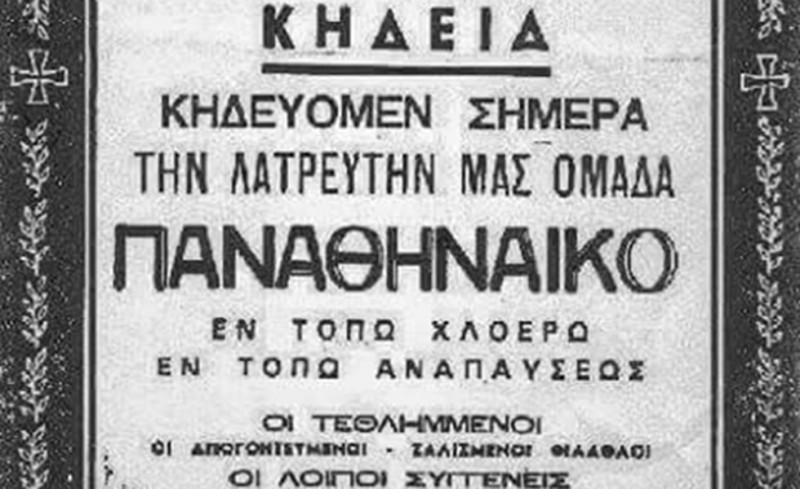 ΚΗΔΕΙΑ
ΚΗΔΕΥΟΜΕΝ ΣΗΜΕΡΑ
ΤΗΝ ΛΑΤΡΕΥΤΗΝ ΜΑΣ ΟΜΑΔΑ
ΠΑΝΑΘΗΝΑΙΚΟ
ΕΝ ΤΟΠΩ ΧΛΟΕΡΩ
ΕΝ ΤΟΠΩ ΑΝΑΠΑΥΣΕΩΣ
ΟΙ ΤΕΘΛΗΜΜΕΝΟΙ
ΟΙ ΑΠΟΓΟΗΤΕΥΜΕΝΟΙ - ΖΑΛΙΣΜΕΝΟΙ ΦΙΛΑΘΛΟΙ
ΟΙ ΛΟΙΠΟΙ ΣΥΓΓΕΝΕΙΣ